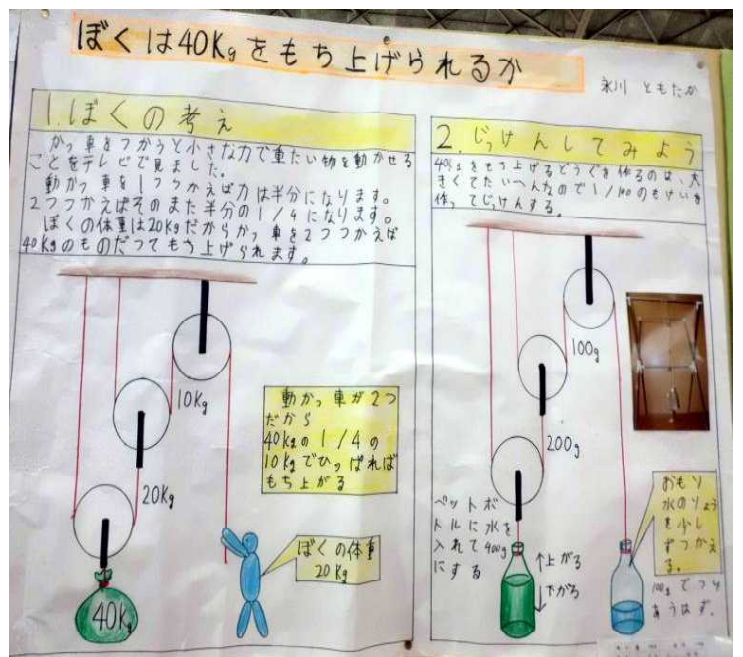 ぼくは40Kgをもち上げられるか
永川 ともたか
1.ぼくの考え
かっ車をつかうと小さな力で重たい物を動かせる
ことをテレビで見ました。
動かっ車を1つつかえば力は半分になります。
2つつかえばそのまた半分の1/4になります。
ぼくの体重は20Kgだからかっ車を2つつかえば
40Kgのものだってもち上げられます。
10Kg
20Kg
40Kg
動かっ車が2つ
だから
40Kgの1/4の
10Kgでひっぱれば
もち上がる
ぼくの体重
20Kg
2.じっけんしてみよう
40Kgをもち上げるどうぐを作るのは、大
きくてたいへんなので1/100のもけいを
作ってじっけんする。
100g
200g
ペットボ
トルに水を
入れて400g
にする
↑上がる
↓下がる
おもり
水のりょう
を少し
ずつかえ
る。
100gでつり
あうはず。